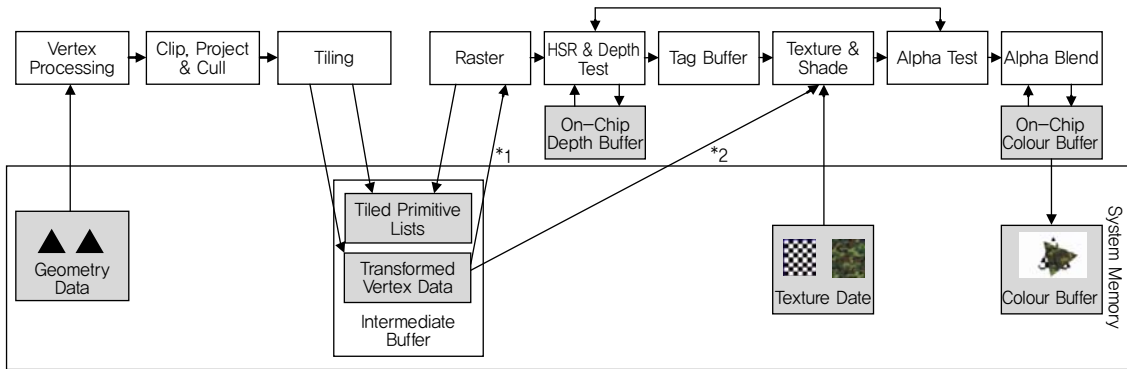 Vertex
Processing
Clip, Project
& Cull
Tiling
Raster
HSR & Depth
Test
Tag Buffer
Texture &
Shade
Alpha Test
Alpha Blend
On-Chip
Depth Buffer
On-Chip
Colour Buffer
*1
*2
Geometry
Data
Tiled Primitive
Lists
Transformed
Vertex Data
Intermediate
Buffer
Texture Date
Colour Buffer
System Memory